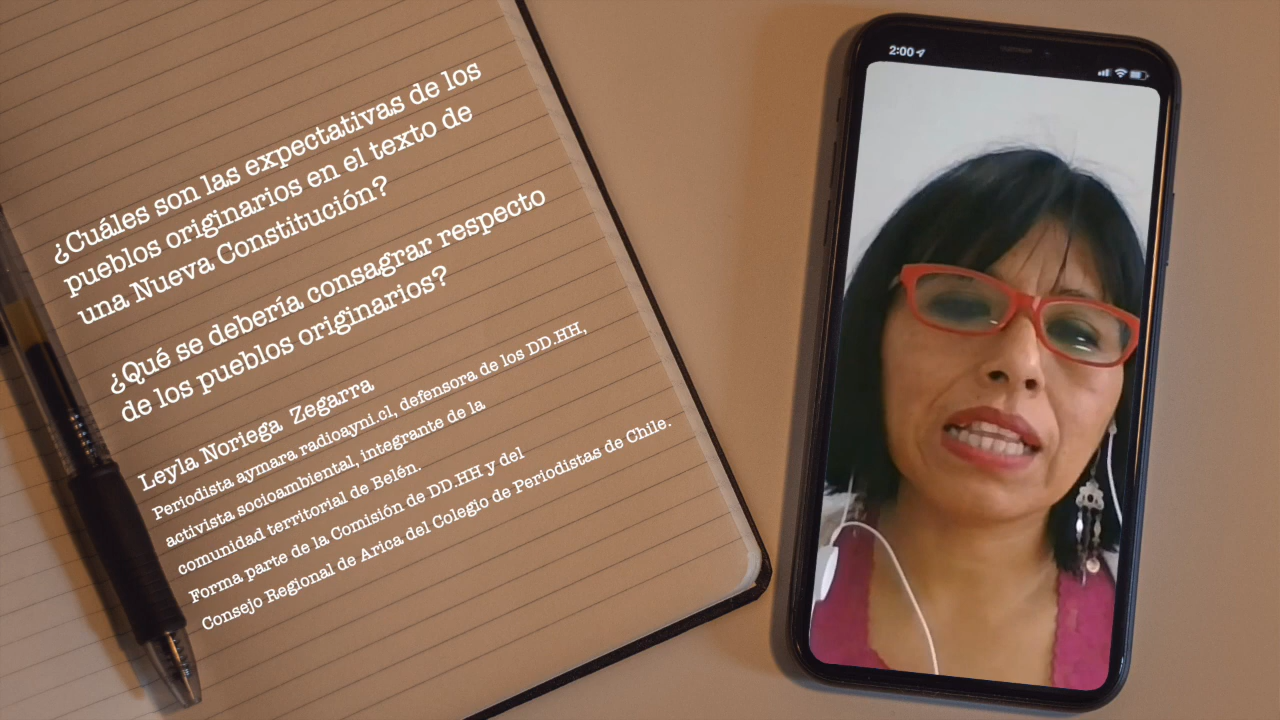 ¿Cuáles son las expectativas de los
pueblos originarios en el texto de
una Nueva Constitución?
¿Qué se debería consagrar respecto
de los pueblos originarios?
Leyla Noriega Zegarra
Periodista aymara radioayni.cl, defensora de los DD.HH,
activista socioambiental, integrante de la
comunidad territorial de Belén.
Forma parte de la Comisión de DD.HH y del
Consejo Regional de Arica del Colegio de Periodistas de Chile.
2:00